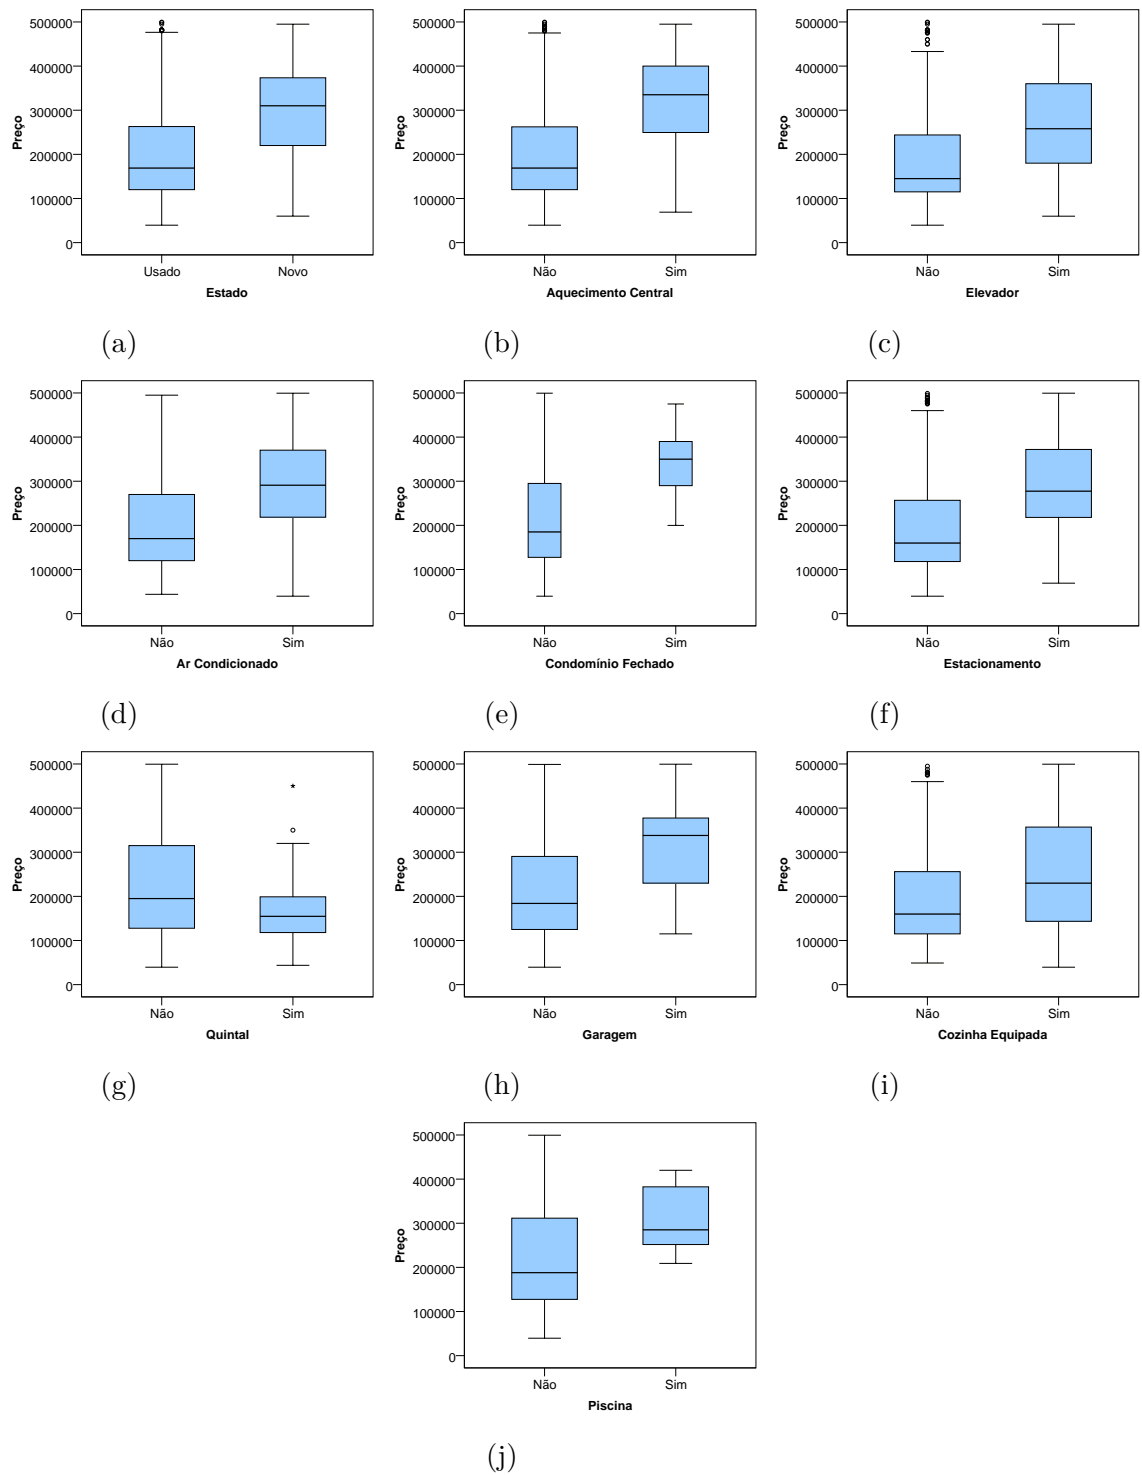 500000
400000
300000
200000
100000
0
Preço
Usado Novo
Estado
(a)
500000
400000
300000
200000
100000
0
Preço
Não Sim
Aquecimento Central
(b)
500000
400000
300000
200000
100000
0
Preço
Não Sim
Elevador
(c)
500000
400000
300000
200000
100000
0
Preço
Não Sim
Ar Condicionado
(d)
500000
400000
300000
200000
100000
0
Preço
Não Sim
Condomínio Fechado
(e)
500000
400000
300000
200000
100000
0
Preço
Não Sim
Estacionamento
(f)
500000
400000
300000
200000
100000
0
Preço
Não Sim
Quintal
(g)
500000
400000
300000
200000
100000
0
Preço
Não Sim
Garagem
(h)
500000
400000
300000
200000
100000
0
Preço
Não Sim
Cozinha Equipada
(i)
500000
400000
300000
200000
100000
0
Preço
Não Sim
Piscina
(j)